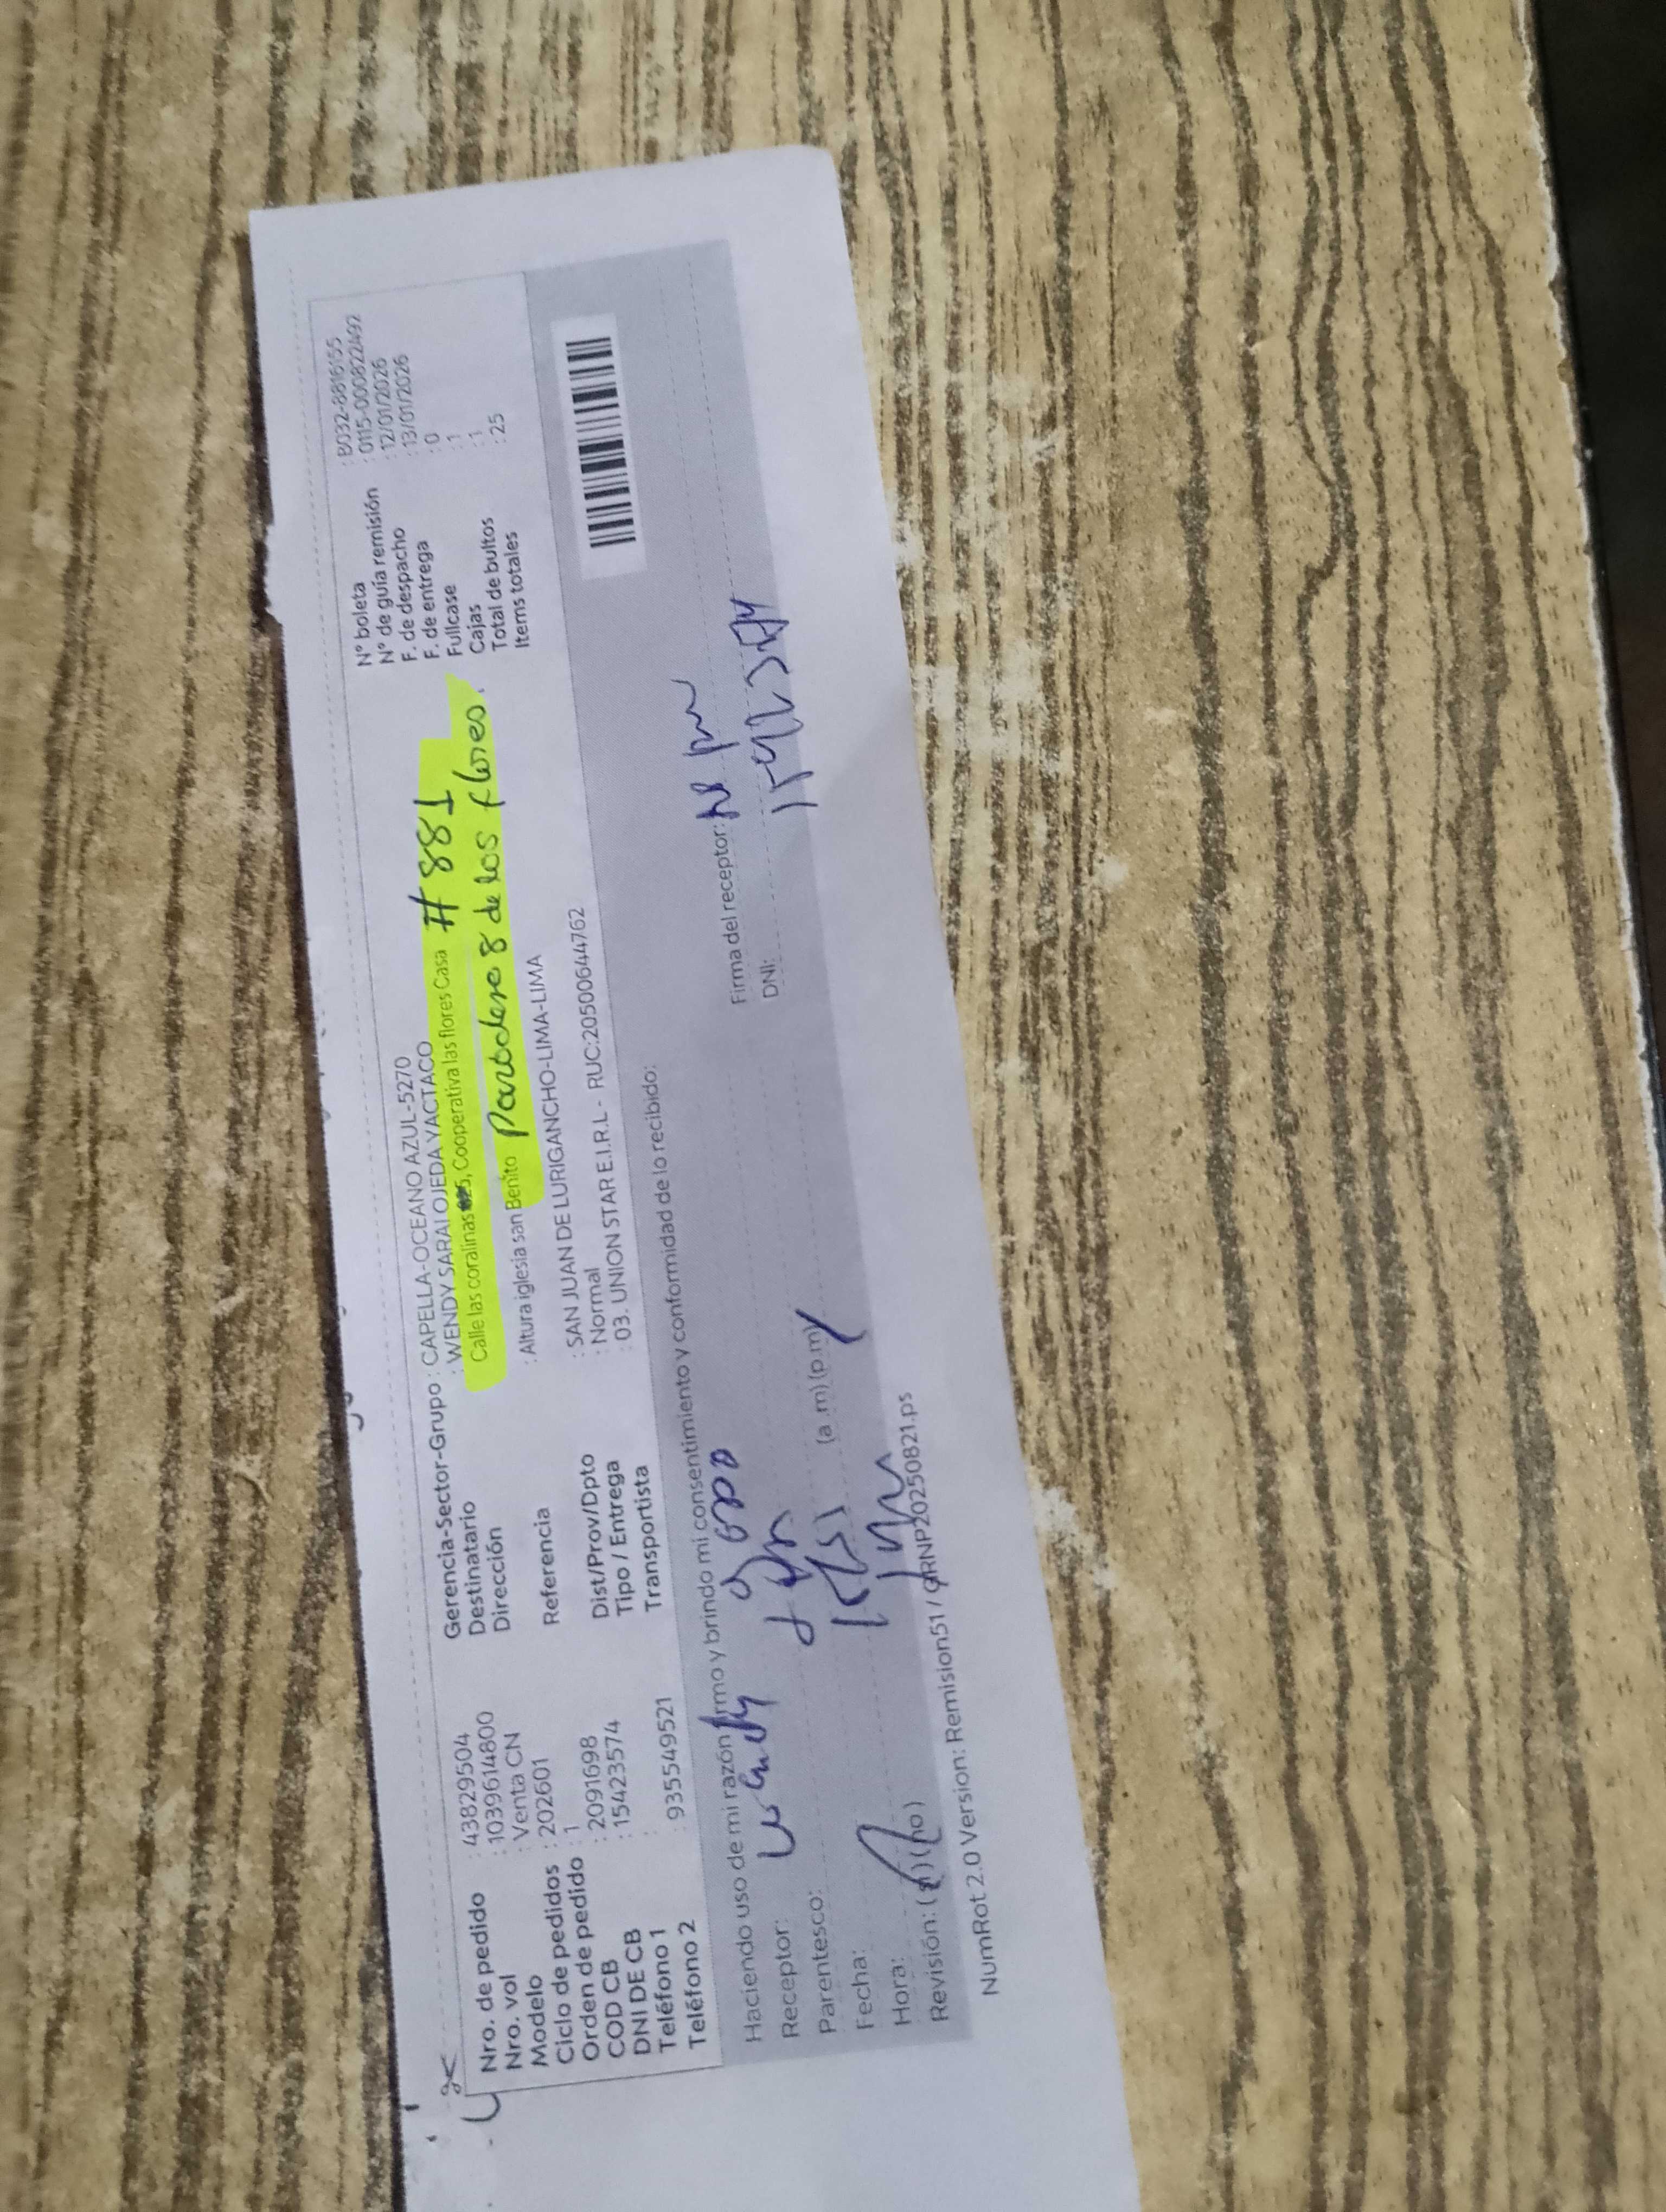 Nro. de pedido : 43829504
Nro. vol : 1039614800
Modelo : Venta CN
Ciclo de pedidos : 202601
Orden de pedido : 1
COD CB : 2091698
DNI DE CB : 15423574
Teléfono 1 :
Teléfono 2 : 935549521
Gerencia-Sector-Grupo : CAPELLA-OCEANO AZUL-5270
Destinatario : WENDY SARAI OJEDA YACTACO
Dirección Calle las coralinas , Cooperativa las flores Casa # 881
Paradero 8 de las flores.
Referencia : Altura iglesia san Benito
Dist/Prov/Dpto : SAN JUAN DE LURIGANCHO-LIMA-LIMA
Tipo / Entrega : Normal
Transportista : 03. UNION STAR E.I.R.L - RUC:20500644762
N° boleta : B032-8816155
N° de guía remisión : 0115-000822492
F. de despacho : 12/01/2026
F. de entrega : 13/01/2026
Fullcase : 0
Cajas : 1
Total de bultos : 1
Items totales : 25
Haciendo uso de mi razón firmo y brindo mi consentimiento y conformidad de lo recibido:
Receptor: Wendy
Parentesco:
Fecha:
Hora: (a.m) (p.m)
Revisión: (si) (no)
Firma del receptor:
DNI:
NumRot 2.0 Version: Remision51 / QRNP20250821.ps